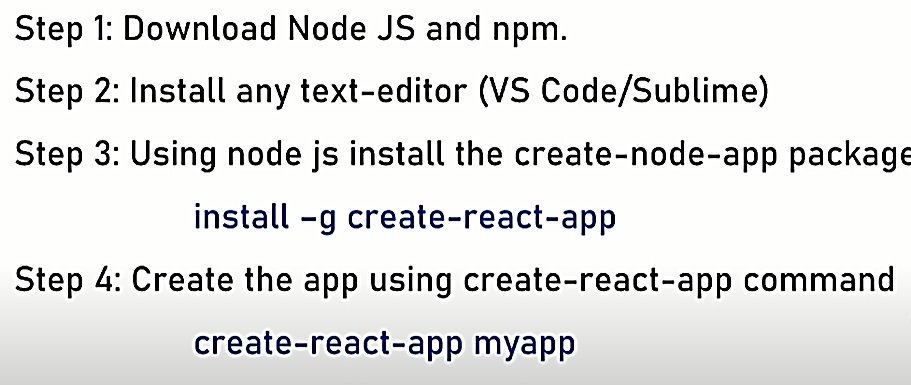 Step 1: Download Node JS and npm.
Step 2: Install any text-editor (VS Code/Sublime)
Step 3: Using node js install the create-node-app package
install –g create-react-app
Step 4: Create the app using create-react-app command
create-react-app myapp